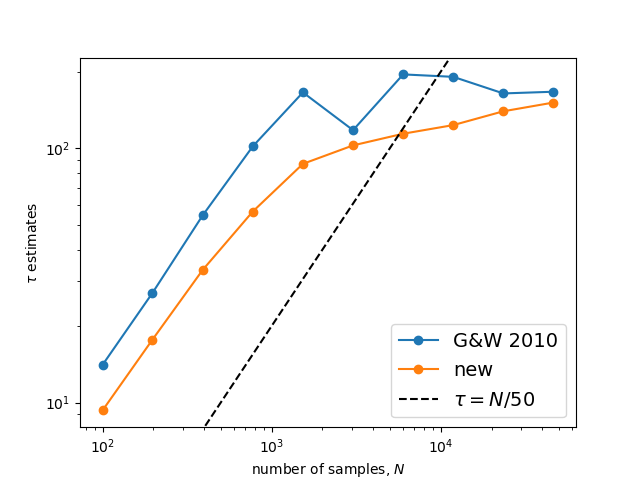 10²
10¹
τ estimates
10²
10³
10⁴
number of samples, N
G&W 2010
new
τ = N/50